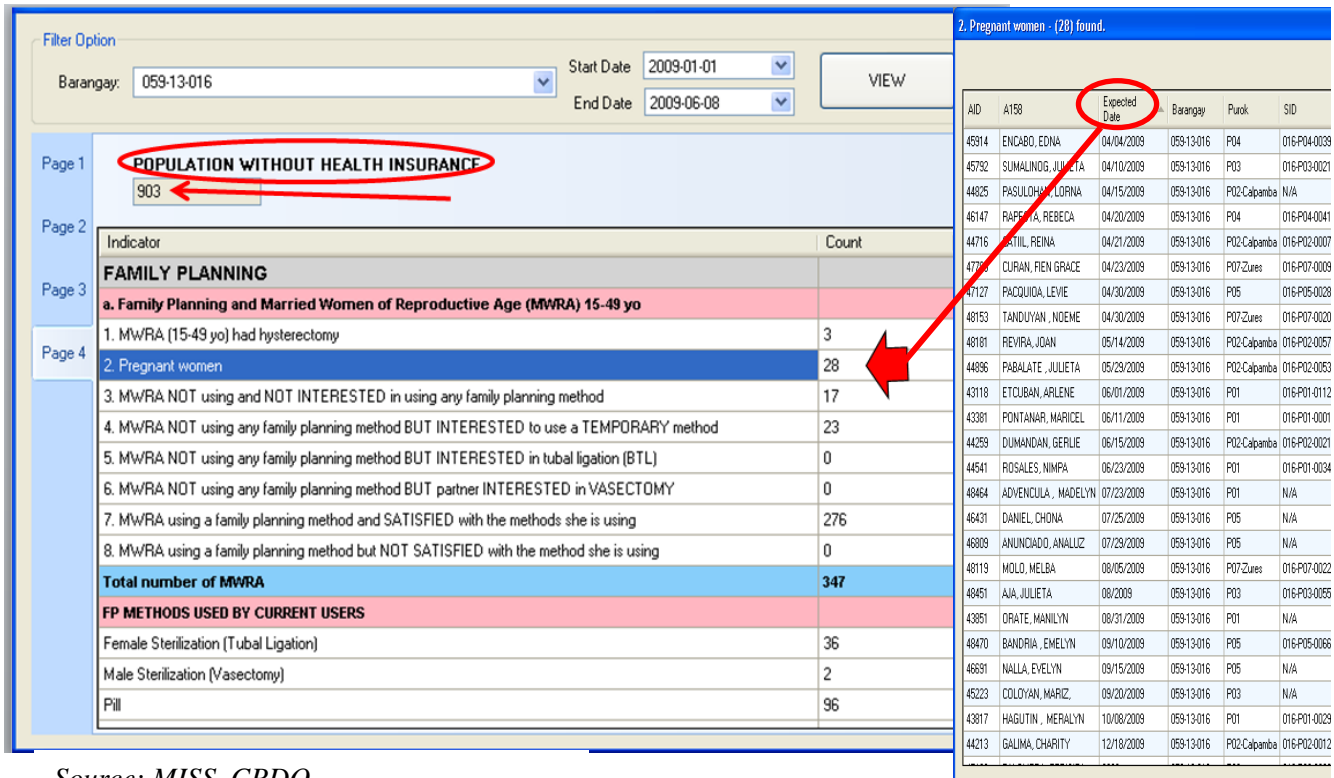 Filter Option
Barangay: 059-13-016
Start Date 2009-01-01
End Date 2009-06-08
VIEW
Page 1
Page 2
Page 3
Page 4
POPULATION WITHOUT HEALTH INSURANCE
903
Indicator Count
FAMILY PLANNING
a. Family Planning and Married Women of Reproductive Age (MWRA) 15-49 yo
1. MWRA (15-49 yo) had hysterectomy 3
2. Pregnant women 28
3. MWRA NOT using and NOT INTERESTED in using any family planning method 17
4. MWRA NOT using any family planning method BUT INTERESTED to use a TEMPORARY method 23
5. MWRA NOT using any family planning method BUT INTERESTED in tubal ligation (BTL) 0
6. MWRA NOT using any family planning method BUT partner INTERESTED in VASECTOMY 0
7. MWRA using a family planning method and SATISFIED with the methods she is using 276
8. MWRA using a family planning method but NOT SATISFIED with the method she is using 0
Total number of MWRA 347
FP METHODS USED BY CURRENT USERS
Female Sterilization (Tubal Ligation) 36
Male Sterilization (Vasectomy) 2
Pill 96
2. Pregnant women - (28) found.
AID A158 Expected Date Barangay Purok SID
45914 ENCABO, EDNA 04/04/2009 059-13-016 P04 016-P04-0039
45792 SUMALINOG, JULIETA 04/10/2009 059-13-016 P03 016-P03-0021
44825 PASULOHAN, LORNA 04/15/2009 059-13-016 P02-Calpamba N/A
46147 REBECA 04/20/2009 059-13-016 P04 016-P04-0041
44716 REINA 04/21/2009 059-13-016 P02-Calpamba 016-P02-0007
CURAN, FIEN GRACE 04/23/2009 059-13-016 P07-Zures 016-P07-0009
47127 PACQUIOA, LEVIE 04/30/2009 059-13-016 P05 016-P05-0028
48153 TANDUYAN , NOEME 04/30/2009 059-13-016 P07-Zures 016-P07-0020
48181 REVIRA, JOAN 05/14/2009 059-13-016 P02-Calpamba 016-P02-0057
44896 PABALATE , JULIETA 05/29/2009 059-13-016 P02-Calpamba 016-P02-0053
43118 ETCUBAN, ARLENE 06/01/2009 059-13-016 P01 016-P01-0112
43381 PONTANAR, MARICEL 06/11/2009 059-13-016 P01 016-P01-0001
44259 DUMANDAN, GERLIE 06/15/2009 059-13-016 P02-Calpamba 016-P02-0021
44541 ROSALES, NIMPA 06/23/2009 059-13-016 P01 016-P01-0034
48464 ADVENCULA , MADELYN 07/23/2009 059-13-016 P01 N/A
46431 DANIEL, CHONA 07/25/2009 059-13-016 P05 N/A
46809 ANUNCIADO, ANALUZ 07/29/2009 059-13-016 P05 N/A
48119 MOLO, MELBA 08/05/2009 059-13-016 P07-Zures 016-P07-0022
48451 AJA, JULIETA 08/2009 059-13-016 P03 016-P03-0055
43851 ORATE, MANILYN 08/31/2009 059-13-016 P01 N/A
48470 BANDRIA , EMELYN 09/10/2009 059-13-016 P05 016-P05-0066
46691 NALLA, EVELYN 09/15/2009 059-13-016 P05 N/A
45223 COLOYAN, MARIZ, 09/20/2009 059-13-016 P03 N/A
43817 HAGUTIN , MERALYN 10/08/2009 059-13-016 P01 016-P01-0029
44213 GALIMA, CHARITY 12/18/2009 059-13-016 P02-Calpamba 016-P02-0012